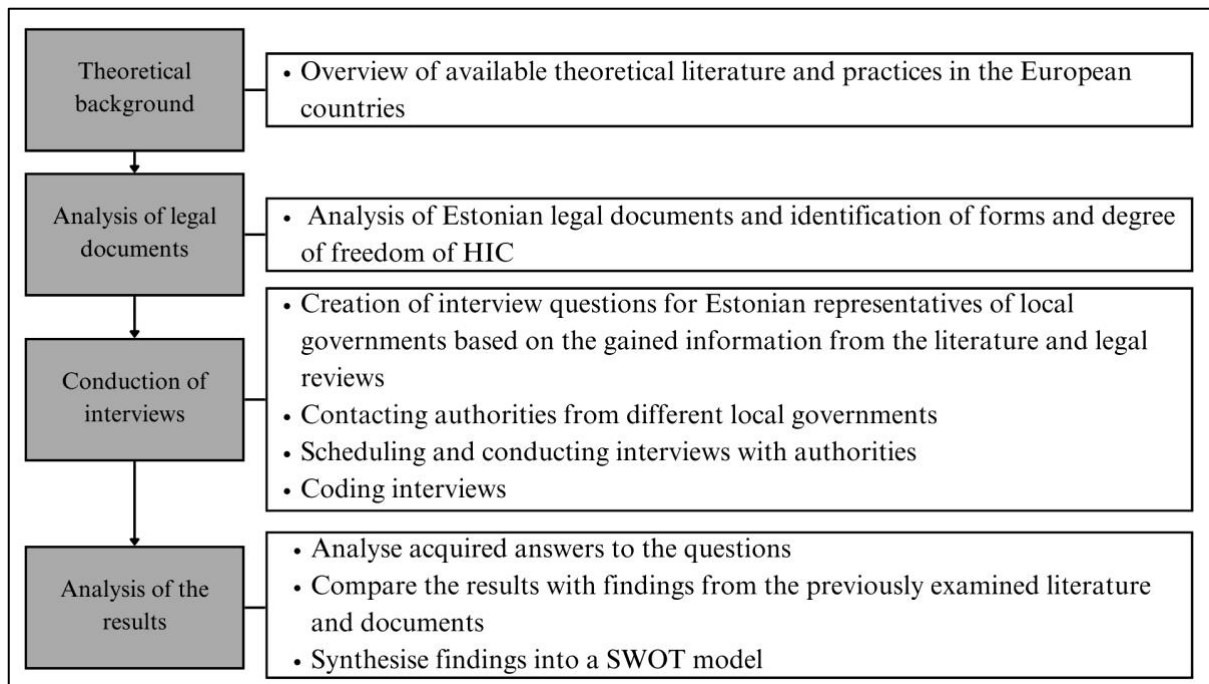 Theoretical
background
• Overview of available theoretical literature and practices in the European
countries
Analysis of legal
documents
• Analysis of Estonian legal documents and identification of forms and degree
of freedom of HIC
Conduction of
interviews
• Creation of interview questions for Estonian representatives of local
governments based on the gained information from the literature and legal
reviews
• Contacting authorities from different local governments
• Scheduling and conducting interviews with authorities
• Coding interviews
Analysis of the
results
• Analyse acquired answers to the questions
• Compare the results with findings from the previously examined literature
and documents
• Synthesise findings into a SWOT model